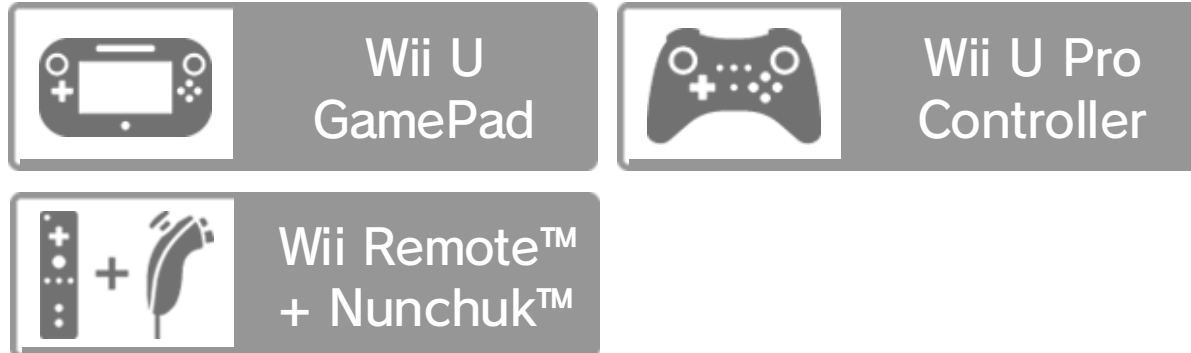 Wii U
GamePad
Wii U Pro
Controller
Wii Remote™
+ Nunchuk™